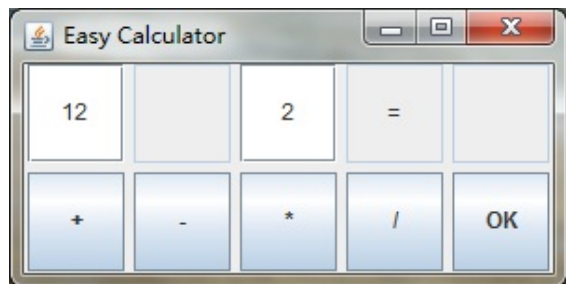 Easy Calculator
12 2 =
+ - * / OK